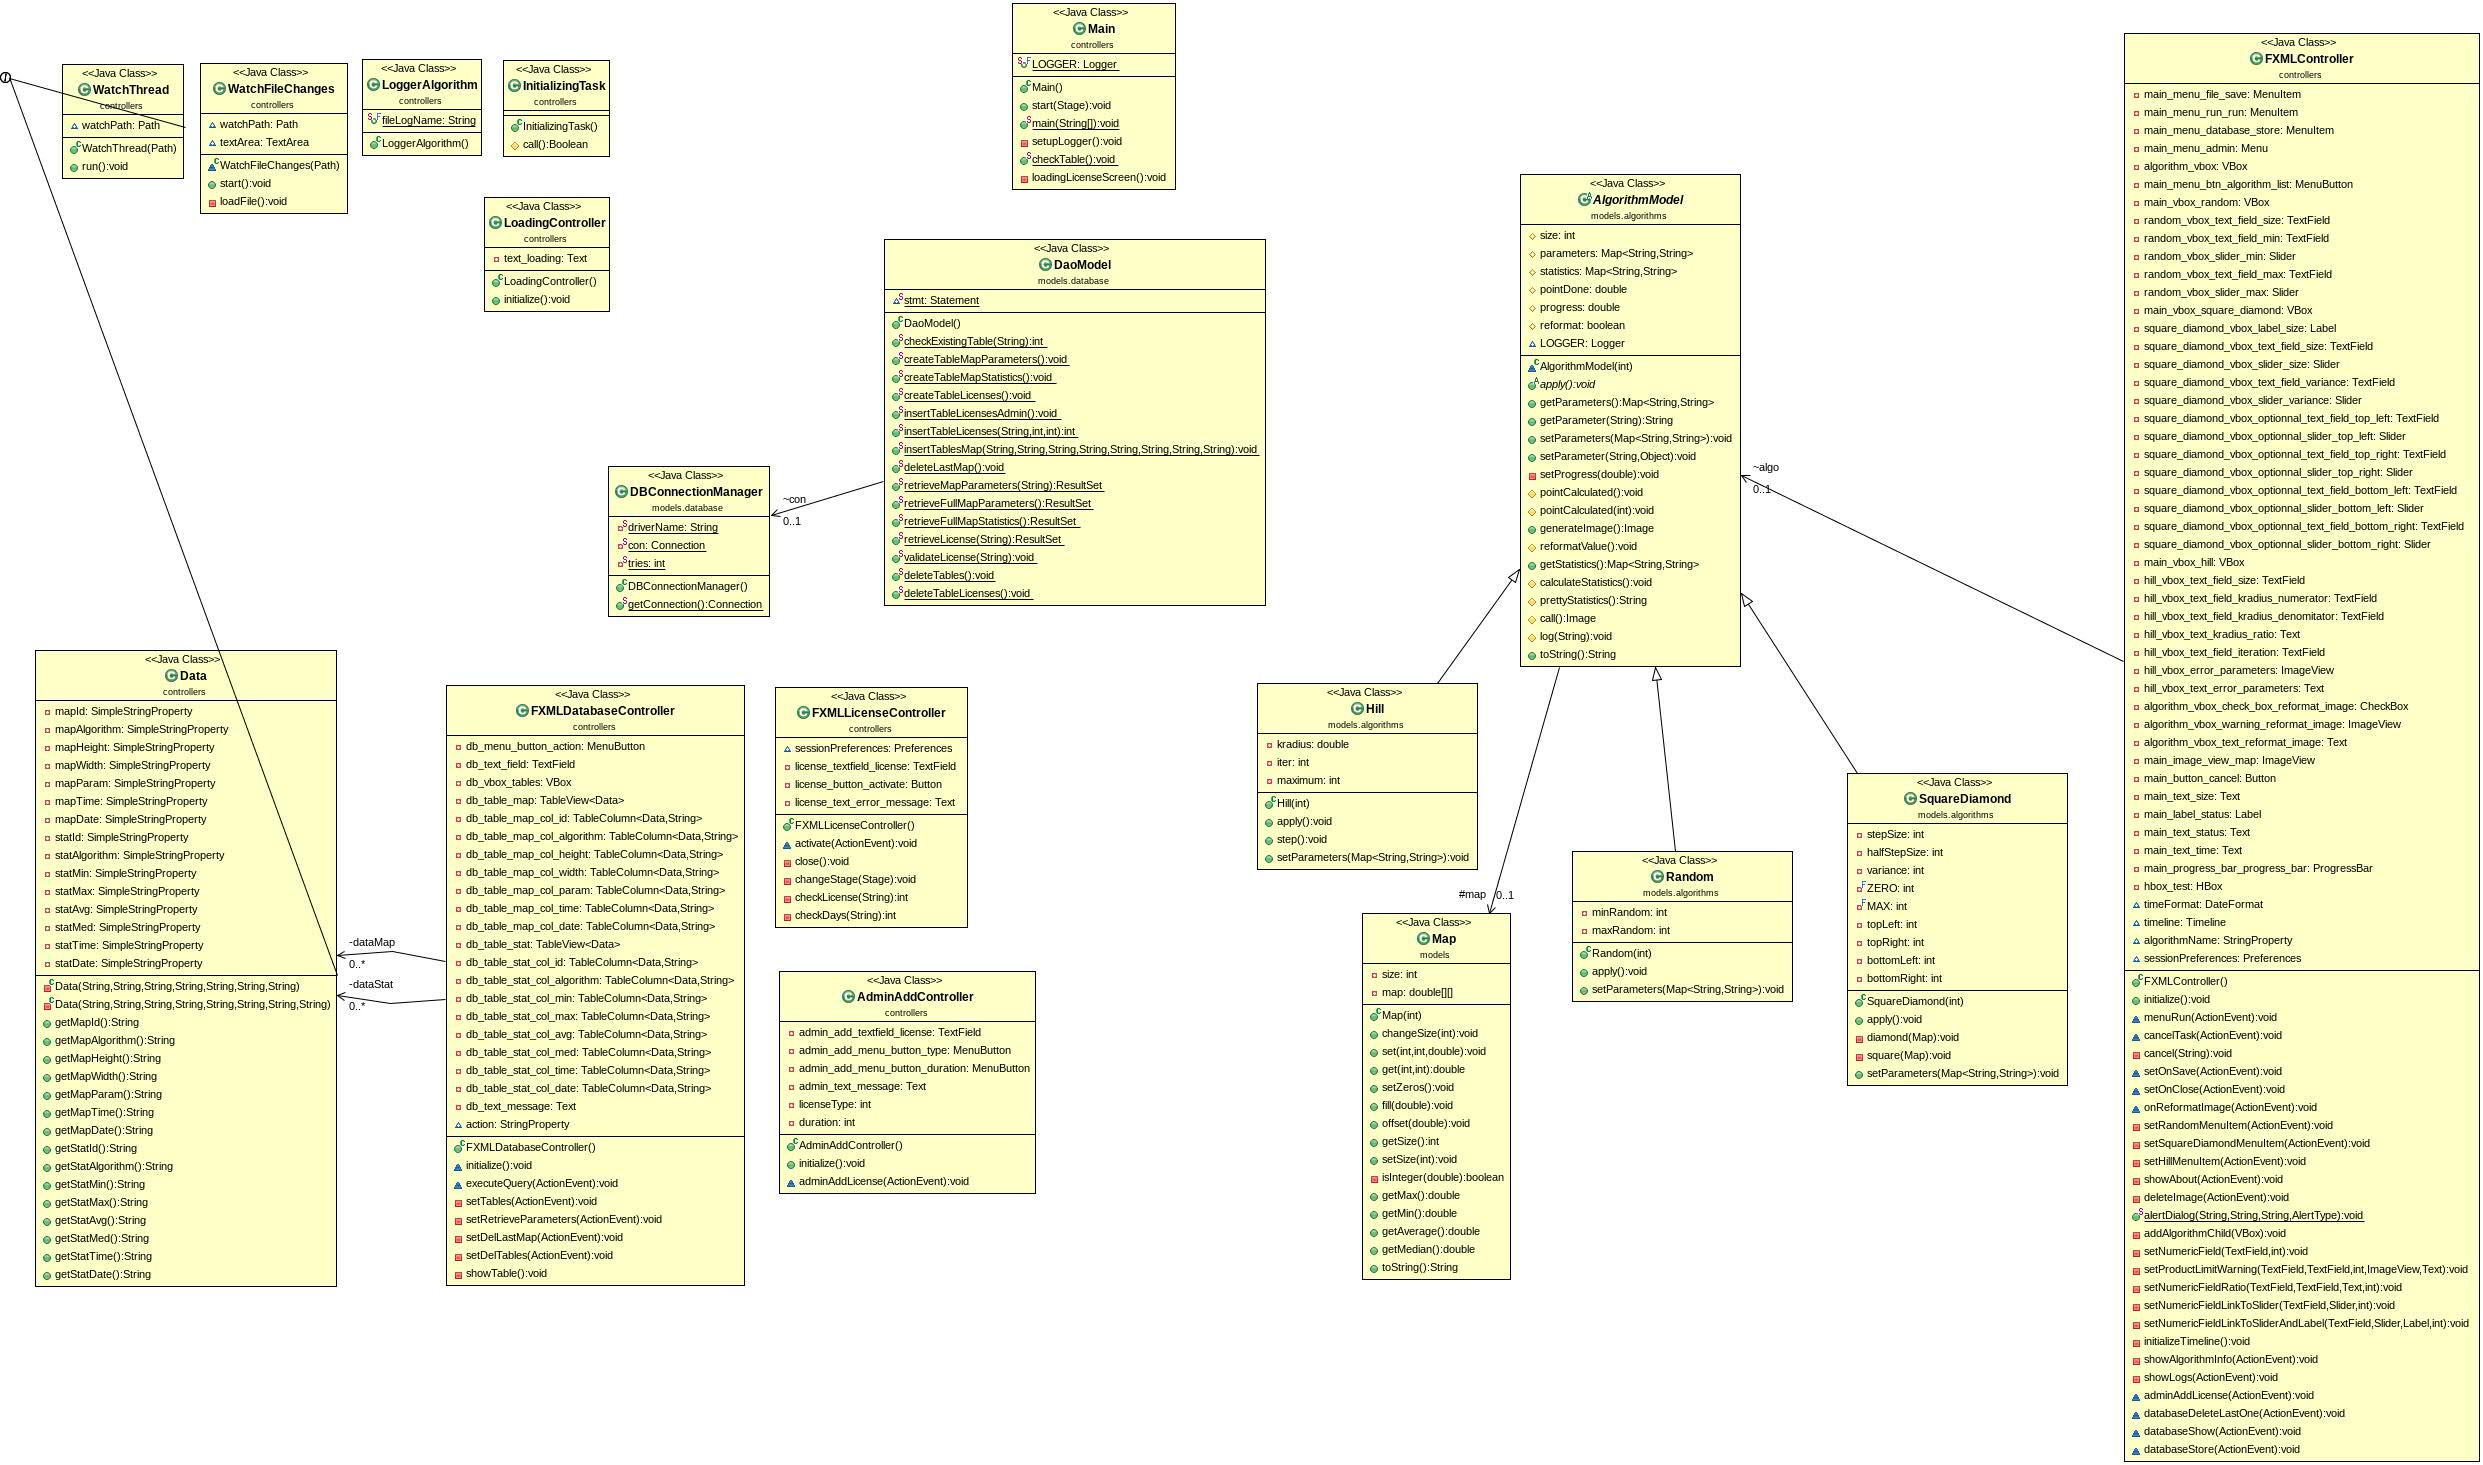 <<Java Class>>
WatchThread
controllers
watchPath: Path
WatchThread(Path)
run():void
<<Java Class>>
WatchFileChanges
controllers
watchPath: Path
textArea: TextArea
WatchFileChanges(Path)
start():void
loadFile():void
<<Java Class>>
LoggerAlgorithm
controllers
fileLogName: String
LoggerAlgorithm()
<<Java Class>>
InitializingTask
controllers
InitializingTask()
call():Boolean
<<Java Class>>
LoadingController
controllers
text_loading: Text
LoadingController()
initialize():void
<<Java Class>>
Main
controllers
LOGGER: Logger
Main()
start(Stage):void
main(String[]):void
setupLogger():void
checkTable():void
loadingLicenseScreen():void
<<Java Class>>
DaoModel
models.database
stmt: Statement
DaoModel()
checkExistingTable(String):int
createTableMapParameters():void
createTableMapStatistics():void
createTableLicenses():void
insertTableLicensesAdmin():void
insertTableLicenses(String,int,int):int
insertTablesMap(String,String,String,String,String,String,String,String):void
deleteLastMap():void
retrieveMapParameters(String):ResultSet
retrieveFullMapParameters():ResultSet
retrieveFullMapStatistics():ResultSet
retrieveLicense(String):ResultSet
validateLicense(String):void
deleteTables():void
deleteTableLicenses():void
~con
0..1
<<Java Class>>
DBConnectionManager
models.database
driverName: String
con: Connection
tries: int
DBConnectionManager()
getConnection():Connection
<<Java Class>>
AlgorithmModel
models.algorithms
size: int
parameters: Map<String,String>
statistics: Map<String,String>
pointDone: double
progress: double
reformat: boolean
LOGGER: Logger
AlgorithmModel(int)
apply():void
getParameters():Map<String,String>
getParameter(String):String
setParameters(Map<String,String>):void
setParameter(String,Object):void
setProgress(double):void
pointCalculated():void
pointCalculated(int):void
generateImage():Image
reformatValue():void
getStatistics():Map<String,String>
calculateStatistics():void
prettyStatistics():String
call():Image
log(String):void
toString():String
~algo
0..1
<<Java Class>>
FXMLController
controllers
main_menu_file_save: MenuItem
main_menu_run_run: MenuItem
main_menu_database_store: MenuItem
main_menu_admin: Menu
algorithm_vbox: VBox
main_menu_btn_algorithm_list: MenuButton
main_vbox_random: VBox
random_vbox_text_field_size: TextField
random_vbox_text_field_min: TextField
random_vbox_slider_min: Slider
random_vbox_text_field_max: TextField
random_vbox_slider_max: Slider
main_vbox_square_diamond: VBox
square_diamond_vbox_label_size: Label
square_diamond_vbox_text_field_size: TextField
square_diamond_vbox_slider_size: Slider
square_diamond_vbox_text_field_variance: TextField
square_diamond_vbox_slider_variance: Slider
square_diamond_vbox_optionnal_text_field_top_left: TextField
square_diamond_vbox_optionnal_slider_top_left: Slider
square_diamond_vbox_optionnal_text_field_top_right: TextField
square_diamond_vbox_optionnal_slider_top_right: Slider
square_diamond_vbox_optionnal_text_field_bottom_left: TextField
square_diamond_vbox_optionnal_slider_bottom_left: Slider
square_diamond_vbox_optionnal_text_field_bottom_right: TextField
square_diamond_vbox_optionnal_slider_bottom_right: Slider
main_vbox_hill: VBox
hill_vbox_text_field_size: TextField
hill_vbox_text_field_kradius_numerator: TextField
hill_vbox_text_field_kradius_denomitator: TextField
hill_vbox_text_kradius_ratio: Text
hill_vbox_text_field_iteration: TextField
hill_vbox_error_parameters: ImageView
hill_vbox_text_error_parameters: Text
algorithm_vbox_check_box_reformat_image: CheckBox
algorithm_vbox_warning_reformat_image: ImageView
algorithm_vbox_text_reformat_image: Text
main_image_view_map: ImageView
main_button_cancel: Button
main_text_size: Text
main_label_status: Label
main_text_status: Text
main_text_time: Text
main_progress_bar_progress_bar: ProgressBar
hbox_test: HBox
timeFormat: DateFormat
timeline: Timeline
algorithmName: StringProperty
sessionPreferences: Preferences
FXMLController()
initialize():void
menuRun(ActionEvent):void
cancelTask(ActionEvent):void
cancel(String):void
setOnSave(ActionEvent):void
setOnClose(ActionEvent):void
onReformatImage(ActionEvent):void
setRandomMenuItem(ActionEvent):void
setSquareDiamondMenuItem(ActionEvent):void
setHillMenuItem(ActionEvent):void
showAbout(ActionEvent):void
deleteImage(ActionEvent):void
alertDialog(String,String,String,AlertType):void
addAlgorithmChild(VBox):void
setNumericField(TextField,int):void
setProductLimitWarning(TextField,TextField,int,ImageView,Text):void
setNumericFieldRatio(TextField,TextField,Text,int):void
setNumericFieldLinkToSlider(TextField,Slider,int):void
setNumericFieldLinkToSliderAndLabel(TextField,Slider,Label,int):void
initializeTimeline():void
showAlgorithmInfo(ActionEvent):void
showLogs(ActionEvent):void
adminAddLicense(ActionEvent):void
databaseDeleteLastOne(ActionEvent):void
databaseShow(ActionEvent):void
databaseStore(ActionEvent):void
<<Java Class>>
Data
controllers
mapId: SimpleStringProperty
mapAlgorithm: SimpleStringProperty
mapHeight: SimpleStringProperty
mapWidth: SimpleStringProperty
mapParam: SimpleStringProperty
mapTime: SimpleStringProperty
mapDate: SimpleStringProperty
statId: SimpleStringProperty
statAlgorithm: SimpleStringProperty
statMin: SimpleStringProperty
statMax: SimpleStringProperty
statAvg: SimpleStringProperty
statMed: SimpleStringProperty
statTime: SimpleStringProperty
statDate: SimpleStringProperty
Data(String,String,String,String,String,String,String)
Data(String,String,String,String,String,String,String,String)
getMapId():String
getMapAlgorithm():String
getMapHeight():String
getMapWidth():String
getMapParam():String
getMapTime():String
getMapDate():String
getStatId():String
getStatAlgorithm():String
getStatMin():String
getStatMax():String
getStatAvg():String
getStatMed():String
getStatTime():String
getStatDate():String
-dataMap
0..*
-dataStat
0..*
<<Java Class>>
FXMLDatabaseController
controllers
db_menu_button_action: MenuButton
db_text_field: TextField
db_vbox_tables: VBox
db_table_map: TableView<Data>
db_table_map_col_id: TableColumn<Data,String>
db_table_map_col_algorithm: TableColumn<Data,String>
db_table_map_col_height: TableColumn<Data,String>
db_table_map_col_width: TableColumn<Data,String>
db_table_map_col_param: TableColumn<Data,String>
db_table_map_col_time: TableColumn<Data,String>
db_table_map_col_date: TableColumn<Data,String>
db_table_stat: TableView<Data>
db_table_stat_col_id: TableColumn<Data,String>
db_table_stat_col_algorithm: TableColumn<Data,String>
db_table_stat_col_min: TableColumn<Data,String>
db_table_stat_col_max: TableColumn<Data,String>
db_table_stat_col_avg: TableColumn<Data,String>
db_table_stat_col_med: TableColumn<Data,String>
db_table_stat_col_time: TableColumn<Data,String>
db_table_stat_col_date: TableColumn<Data,String>
db_text_message: Text
action: StringProperty
FXMLDatabaseController()
initialize():void
executeQuery(ActionEvent):void
setTables(ActionEvent):void
setRetrieveParameters(ActionEvent):void
setDelLastMap(ActionEvent):void
setDelTables(ActionEvent):void
showTable():void
<<Java Class>>
FXMLLicenseController
controllers
sessionPreferences: Preferences
license_textfield_license: TextField
license_button_activate: Button
license_text_error_message: Text
FXMLLicenseController()
activate(ActionEvent):void
close():void
changeStage(Stage):void
checkLicense(String):int
checkDays(String):int
<<Java Class>>
AdminAddController
controllers
admin_add_textfield_license: TextField
admin_add_menu_button_type: MenuButton
admin_add_menu_button_duration: MenuButton
admin_text_message: Text
licenseType: int
duration: int
AdminAddController()
initialize():void
adminAddLicense(ActionEvent):void
<<Java Class>>
Hill
models.algorithms
kradius: double
iter: int
maximum: int
Hill(int)
apply():void
step():void
setParameters(Map<String,String>):void
#map
0..1
<<Java Class>>
Map
models
size: int
map: double[][]
Map(int)
changeSize(int):void
set(int,int,double):void
get(int,int):double
setZeros():void
fill(double):void
offset(double):void
getSize():int
setSize(int):void
isInteger(double):boolean
getMax():double
getMin():double
getAverage():double
getMedian():double
toString():String
<<Java Class>>
Random
models.algorithms
minRandom: int
maxRandom: int
Random(int)
apply():void
setParameters(Map<String,String>):void
<<Java Class>>
SquareDiamond
models.algorithms
stepSize: int
halfStepSize: int
variance: int
ZERO: int
MAX: int
topLeft: int
topRight: int
bottomLeft: int
bottomRight: int
SquareDiamond(int)
apply():void
diamond(Map):void
square(Map):void
setParameters(Map<String,String>):void